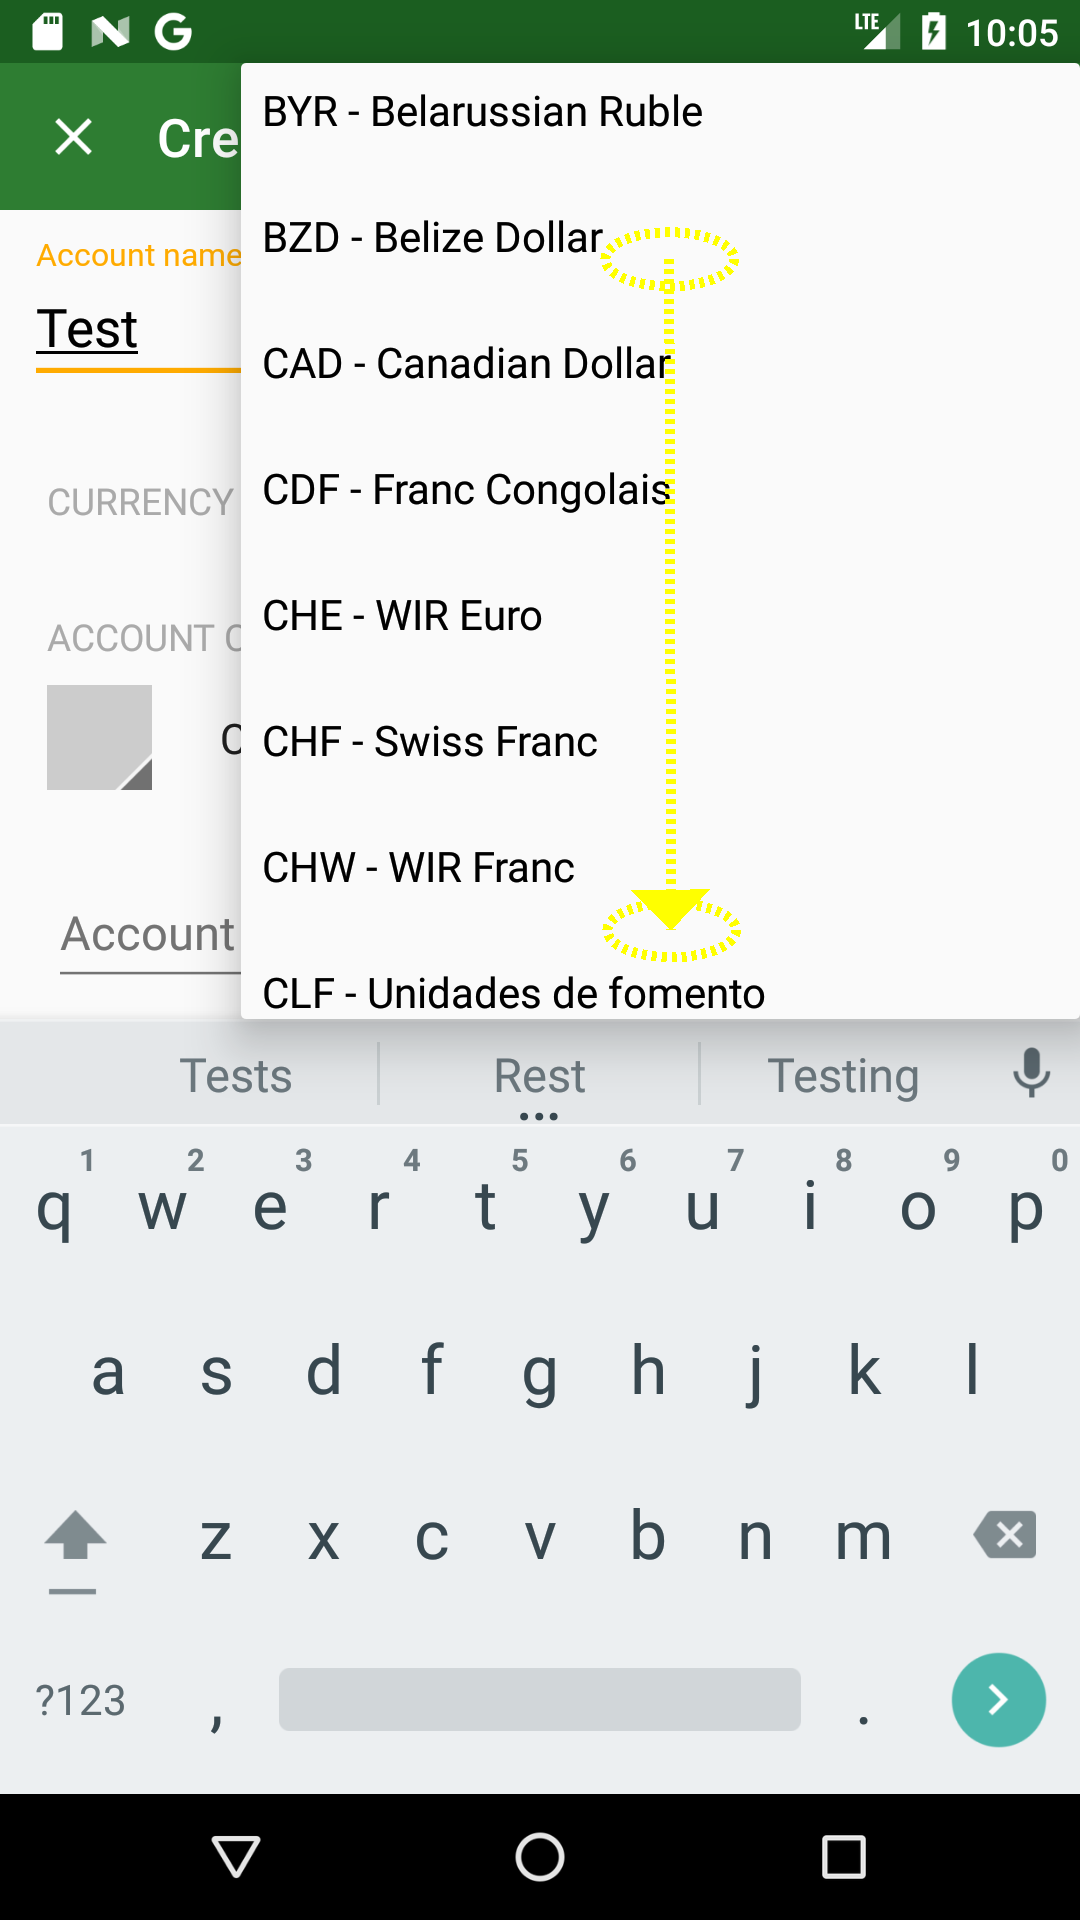 LTE 10:05
Cre
Account name
Test
CURRENCY
ACCOUNT C
C
Account
BYR - Belarussian Ruble
BZD - Belize Dollar
CAD - Canadian Dollar
CDF - Franc Congolais
CHE - WIR Euro
CHF - Swiss Franc
CHW - WIR Franc
CLF - Unidades de fomento
Tests Rest Testing
1 2 3 4 5 6 7 8 9 0
q w e r t y u i o p
a s d f g h j k l
z x c v b n m
?123 , .